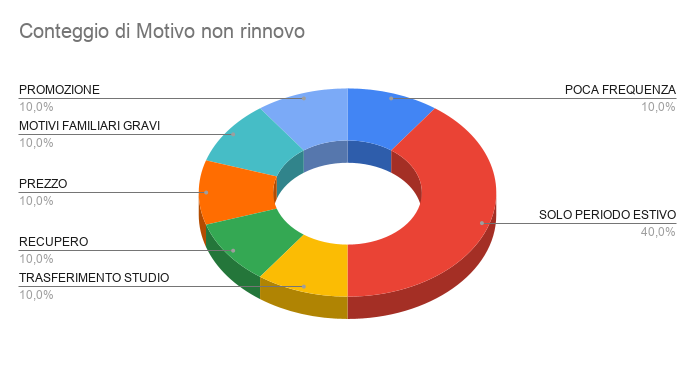 Conteggio di Motivo non rinnovo
PROMOZIONE
10,0%
MOTIVI FAMILIARI GRAVI
10,0%
PREZZO
10,0%
RECUPERO
10,0%
TRASFERIMENTO STUDIO
10,0%
POCA FREQUENZA
10,0%
SOLO PERIODO ESTIVO
40,0%